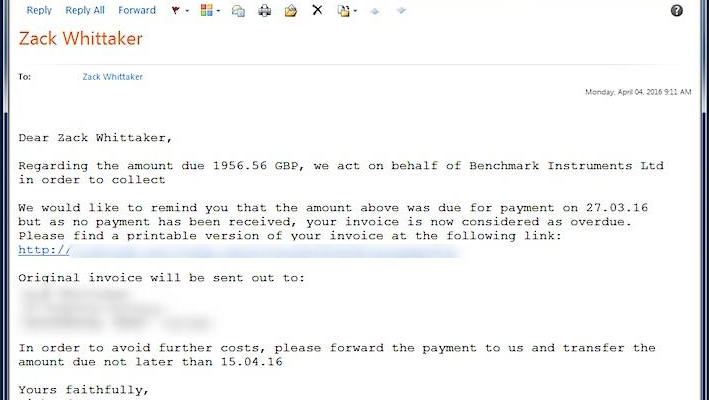 Reply Reply All Forward
Zack Whittaker
To: Zack Whittaker
Monday, April 04, 2016 9:11 AM
Dear Zack Whittaker,
Regarding the amount due 1956.56 GBP, we act on behalf of Benchmark Instruments Ltd
in order to collect
We would like to remind you that the amount above was due for payment on 27.03.16
but as no payment has been received, your invoice is now considered as overdue.
Please find a printable version of your invoice at the following link:
http://
Original invoice will be sent out to:
In order to avoid further costs, please forward the payment to us and transfer the
amount due not later than 15.04.16
Yours faithfully,